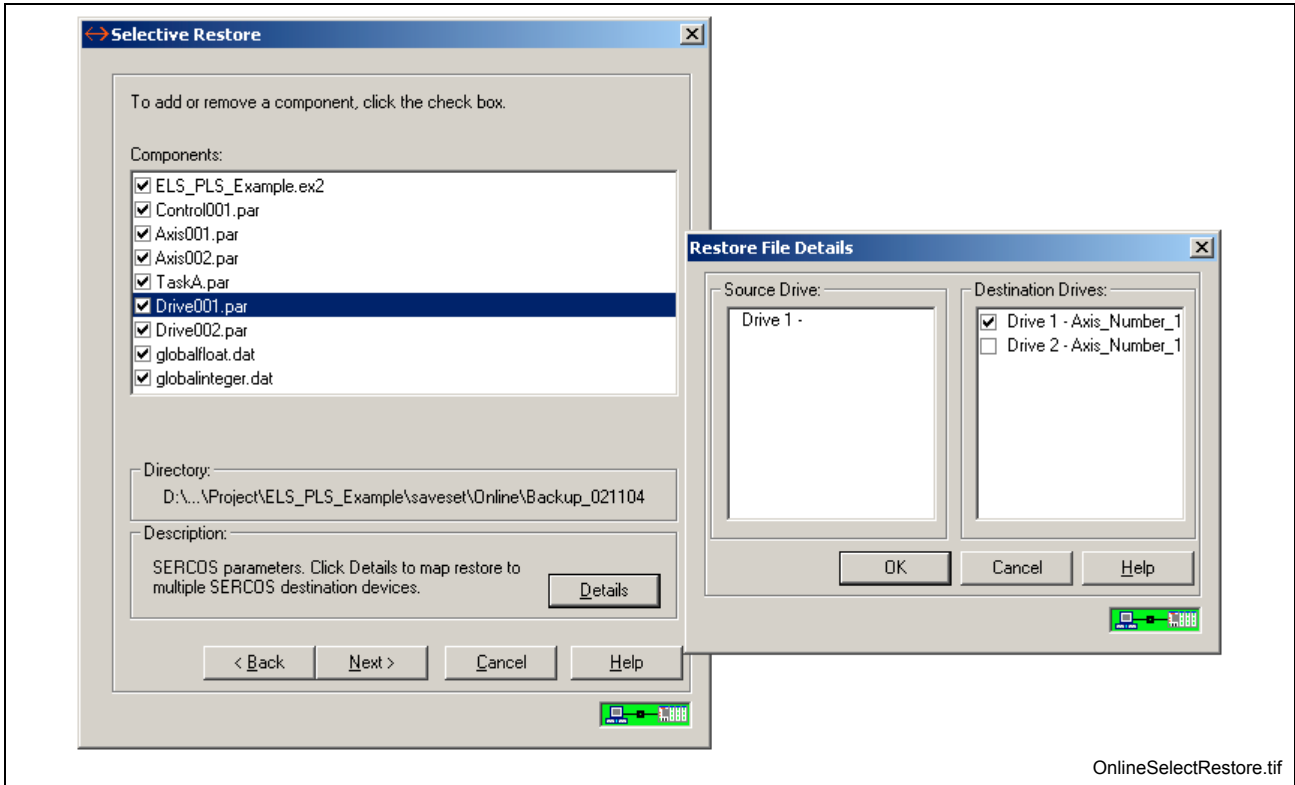 Selective Restore
To add or remove a component, click the check box.
Components:
ELS_PLS_Example.ex2
Control001.par
Axis001.par
Axis002.par
TaskA.par
Drive001.par
Drive002.par
globalfloat.dat
globalinteger.dat
Directory:
D:\...\Project\ELS_PLS_Example\saveset\Online\Backup_021104
Description:
SERCOS parameters. Click Details to map restore to
multiple SERCOS destination devices.
Details
< Back
Next >
Cancel
Help
Restore File Details
Source Drive:
Drive 1 -
Destination Drives:
Drive 1 - Axis_Number_1
Drive 2 - Axis_Number_1
OK
Cancel
Help
OnlineSelectRestore.tif